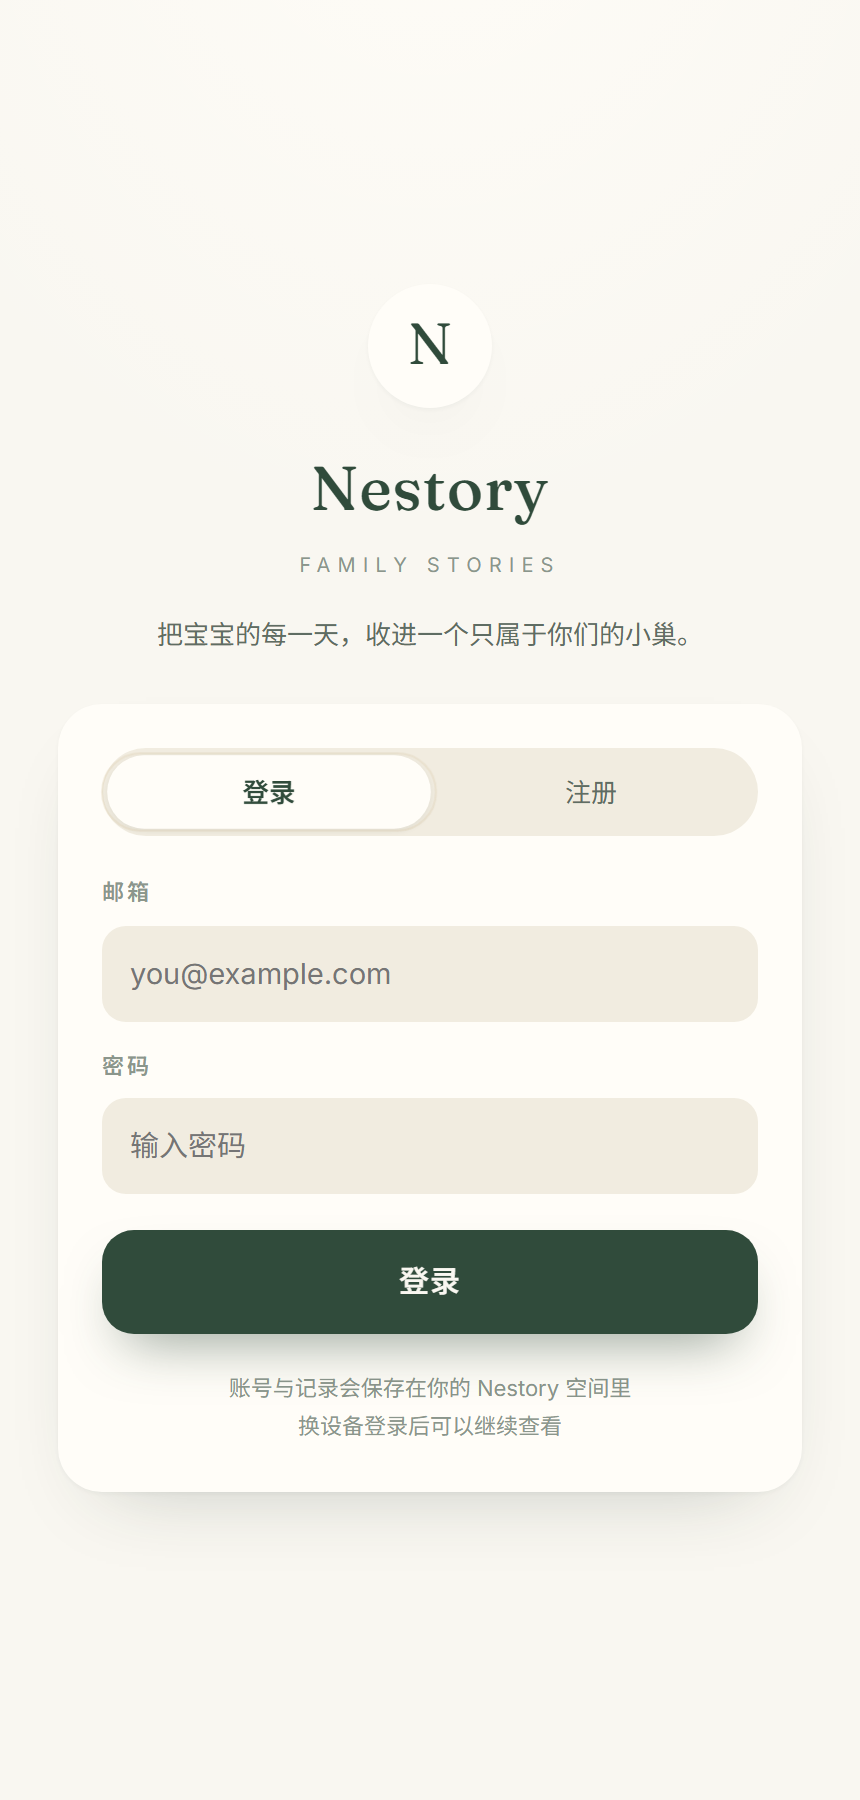 N
Nestory
FAMILY STORIES
把宝宝的每一天，收进一个只属于你们的小巢。
登录 注册
邮箱
you@example.com
密码
输入密码
登录
账号与记录会保存在你的 Nestory 空间里
换设备登录后可以继续查看